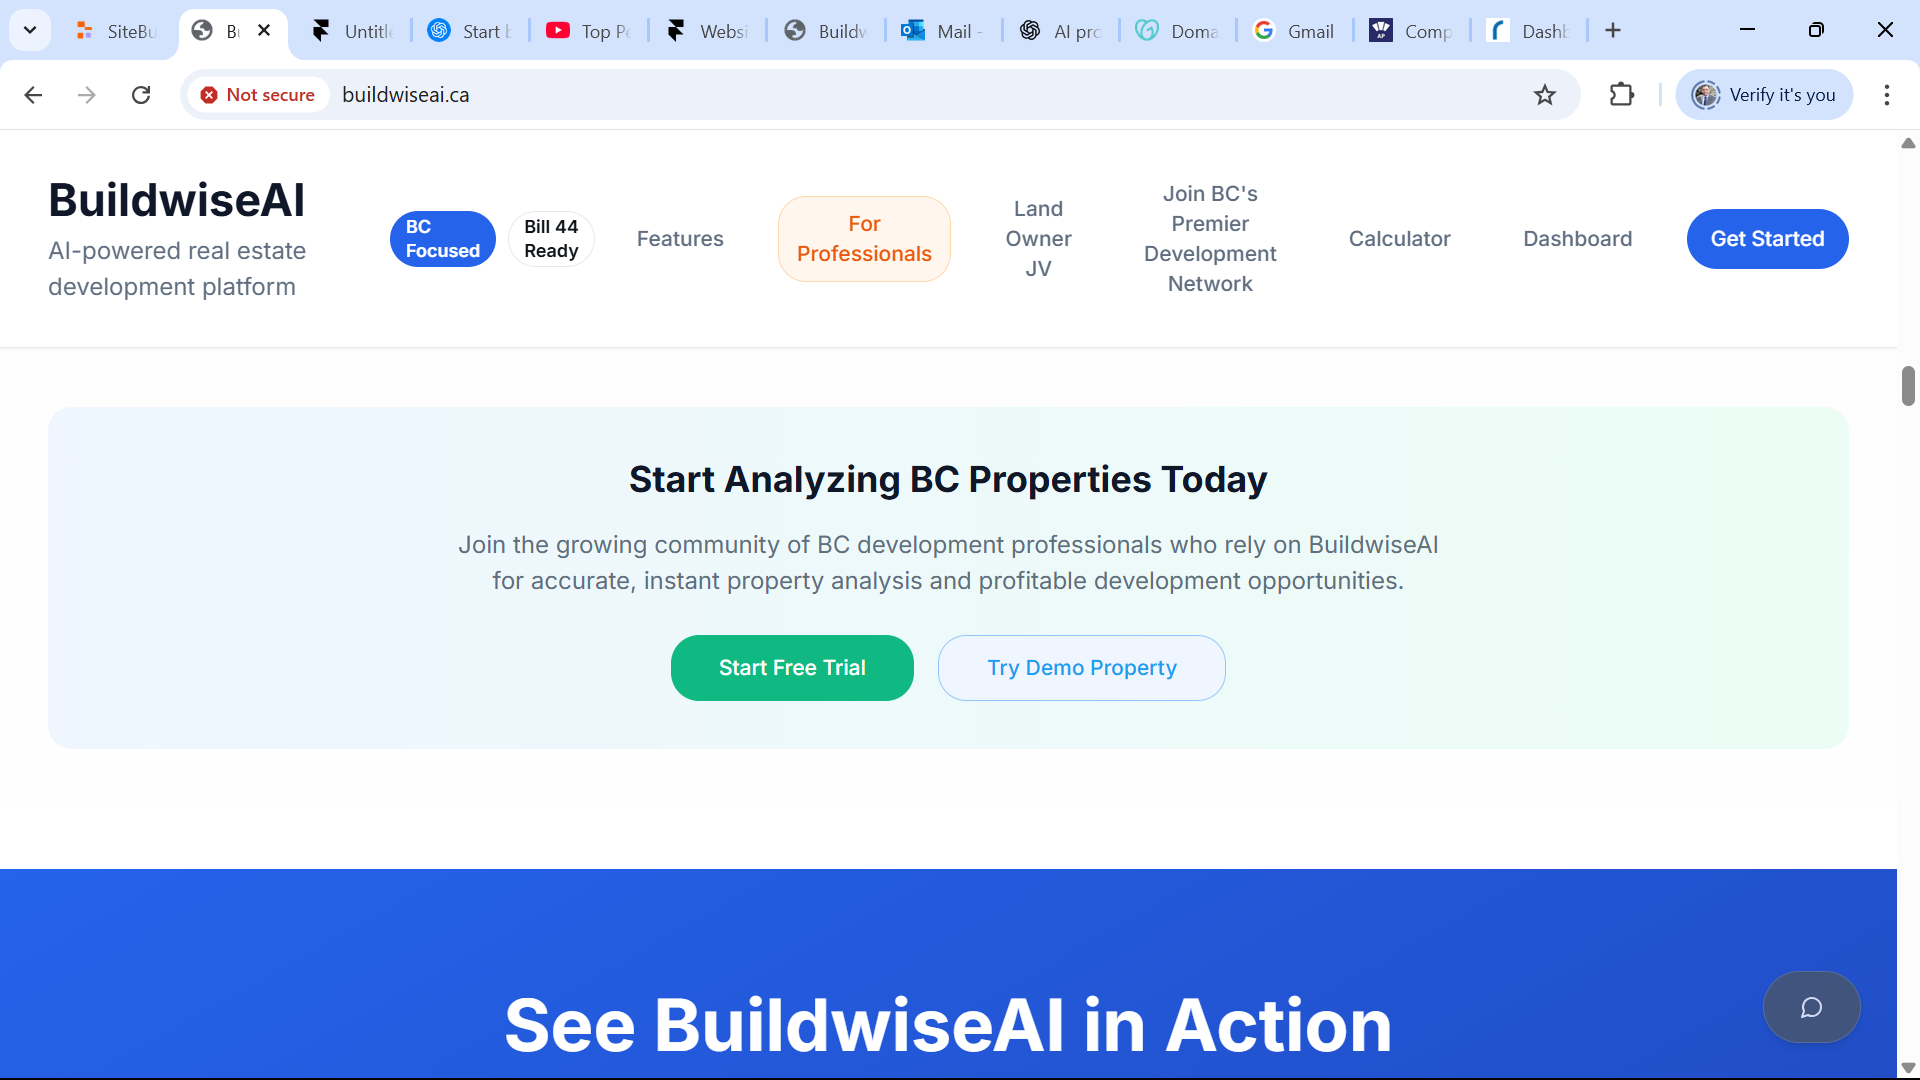 SiteBu
Bu
Untitle
Start b
Top Pe
Websi
Buildw
Mail -
AI pro
Doma
Gmail
Comp
Dashb
Not secure
buildwiseai.ca
Verify it's you
BuildwiseAI
AI-powered real estate
development platform
BC
Focused
Bill 44
Ready
Features
For
Professionals
Land
Owner
JV
Join BC's
Premier
Development
Network
Calculator
Dashboard
Get Started
Start Analyzing BC Properties Today
Join the growing community of BC development professionals who rely on BuildwiseAI
for accurate, instant property analysis and profitable development opportunities.
Start Free Trial
Try Demo Property
See BuildwiseAI in Action